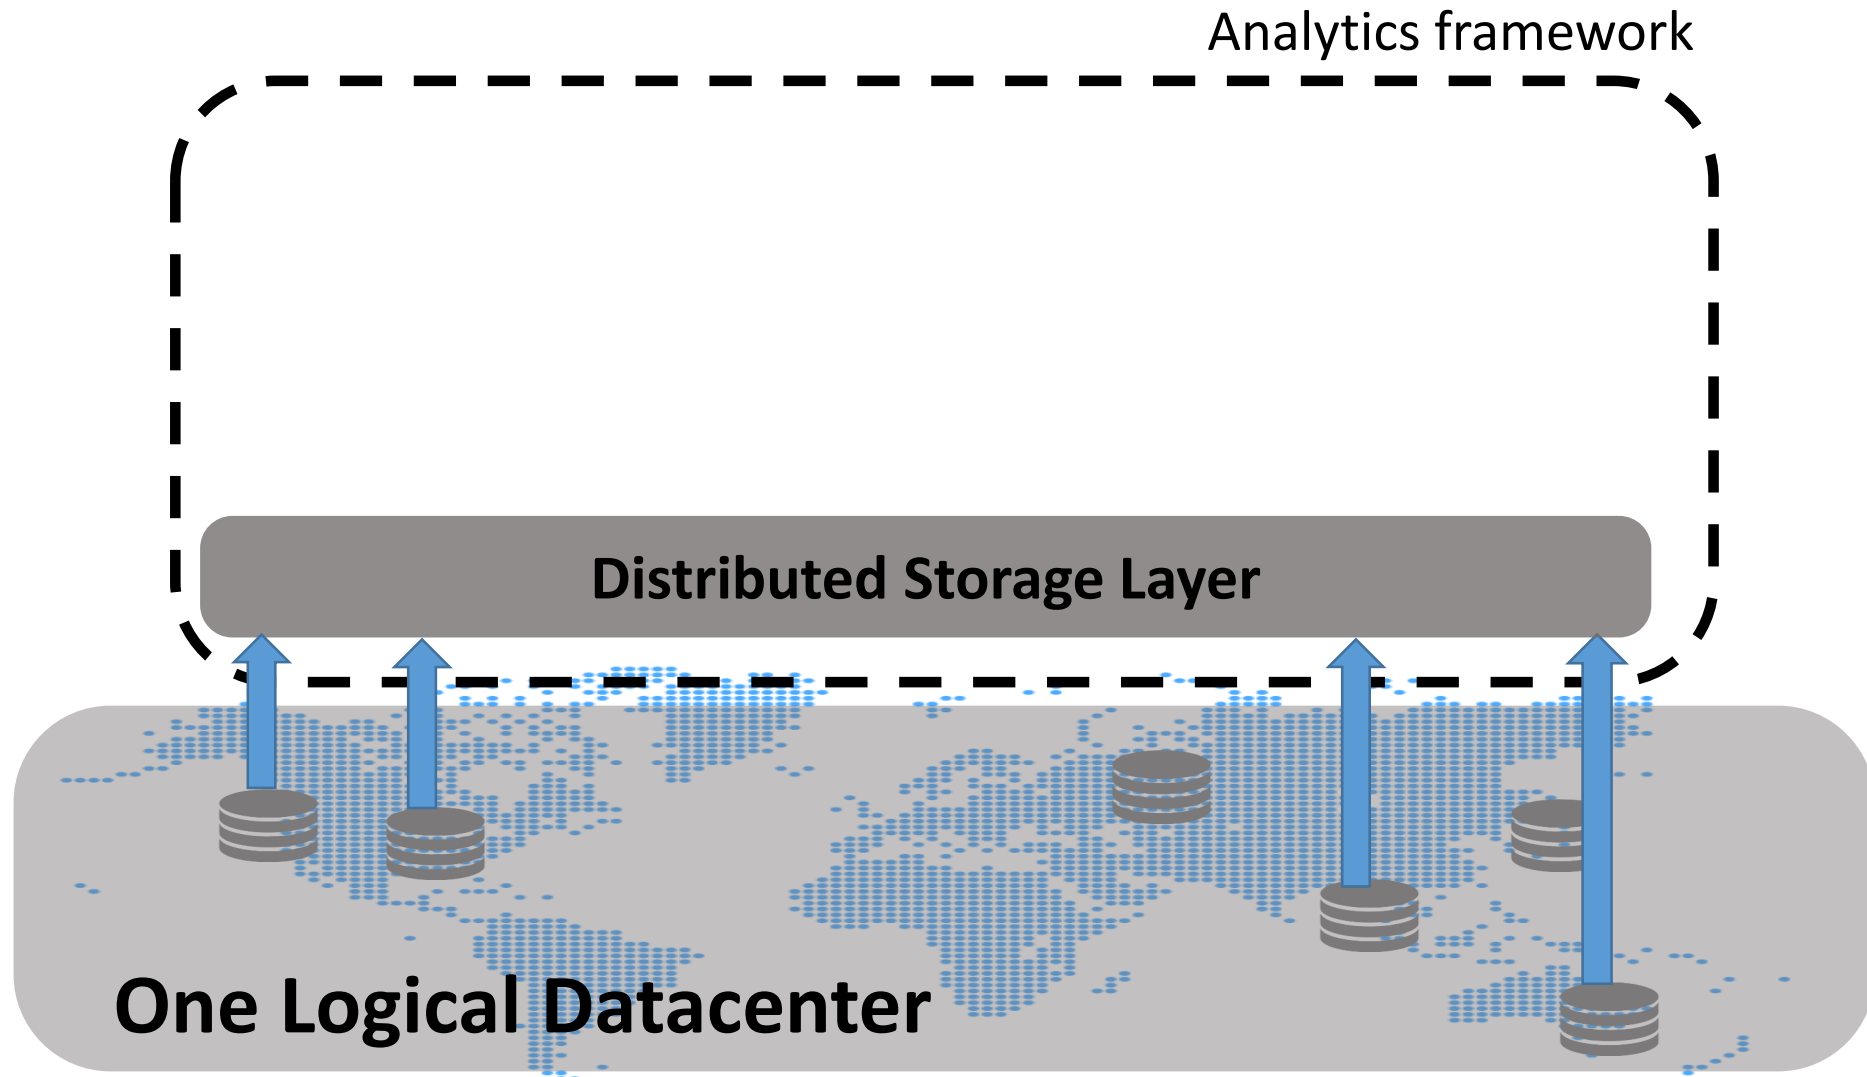 Analytics framework
Distributed Storage Layer
One Logical Datacenter